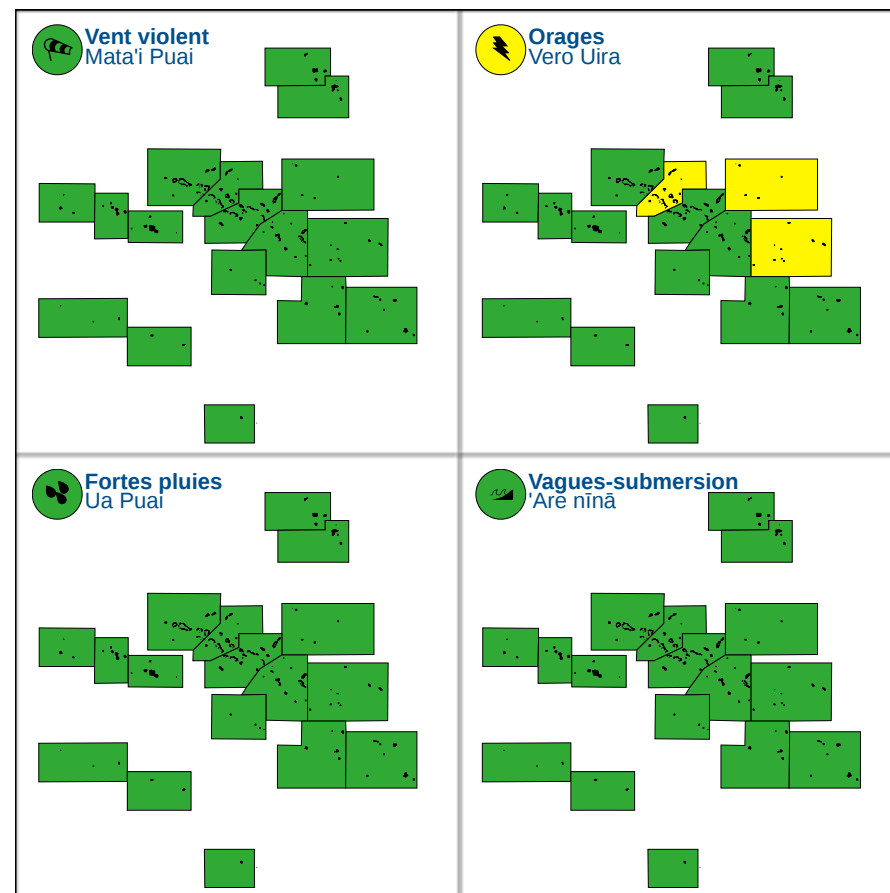 Vent violent
Mata'i Puai
Orages
Vero Uira
Fortes pluies
Ua Puai
Vagues-submersion
'Are nīnā